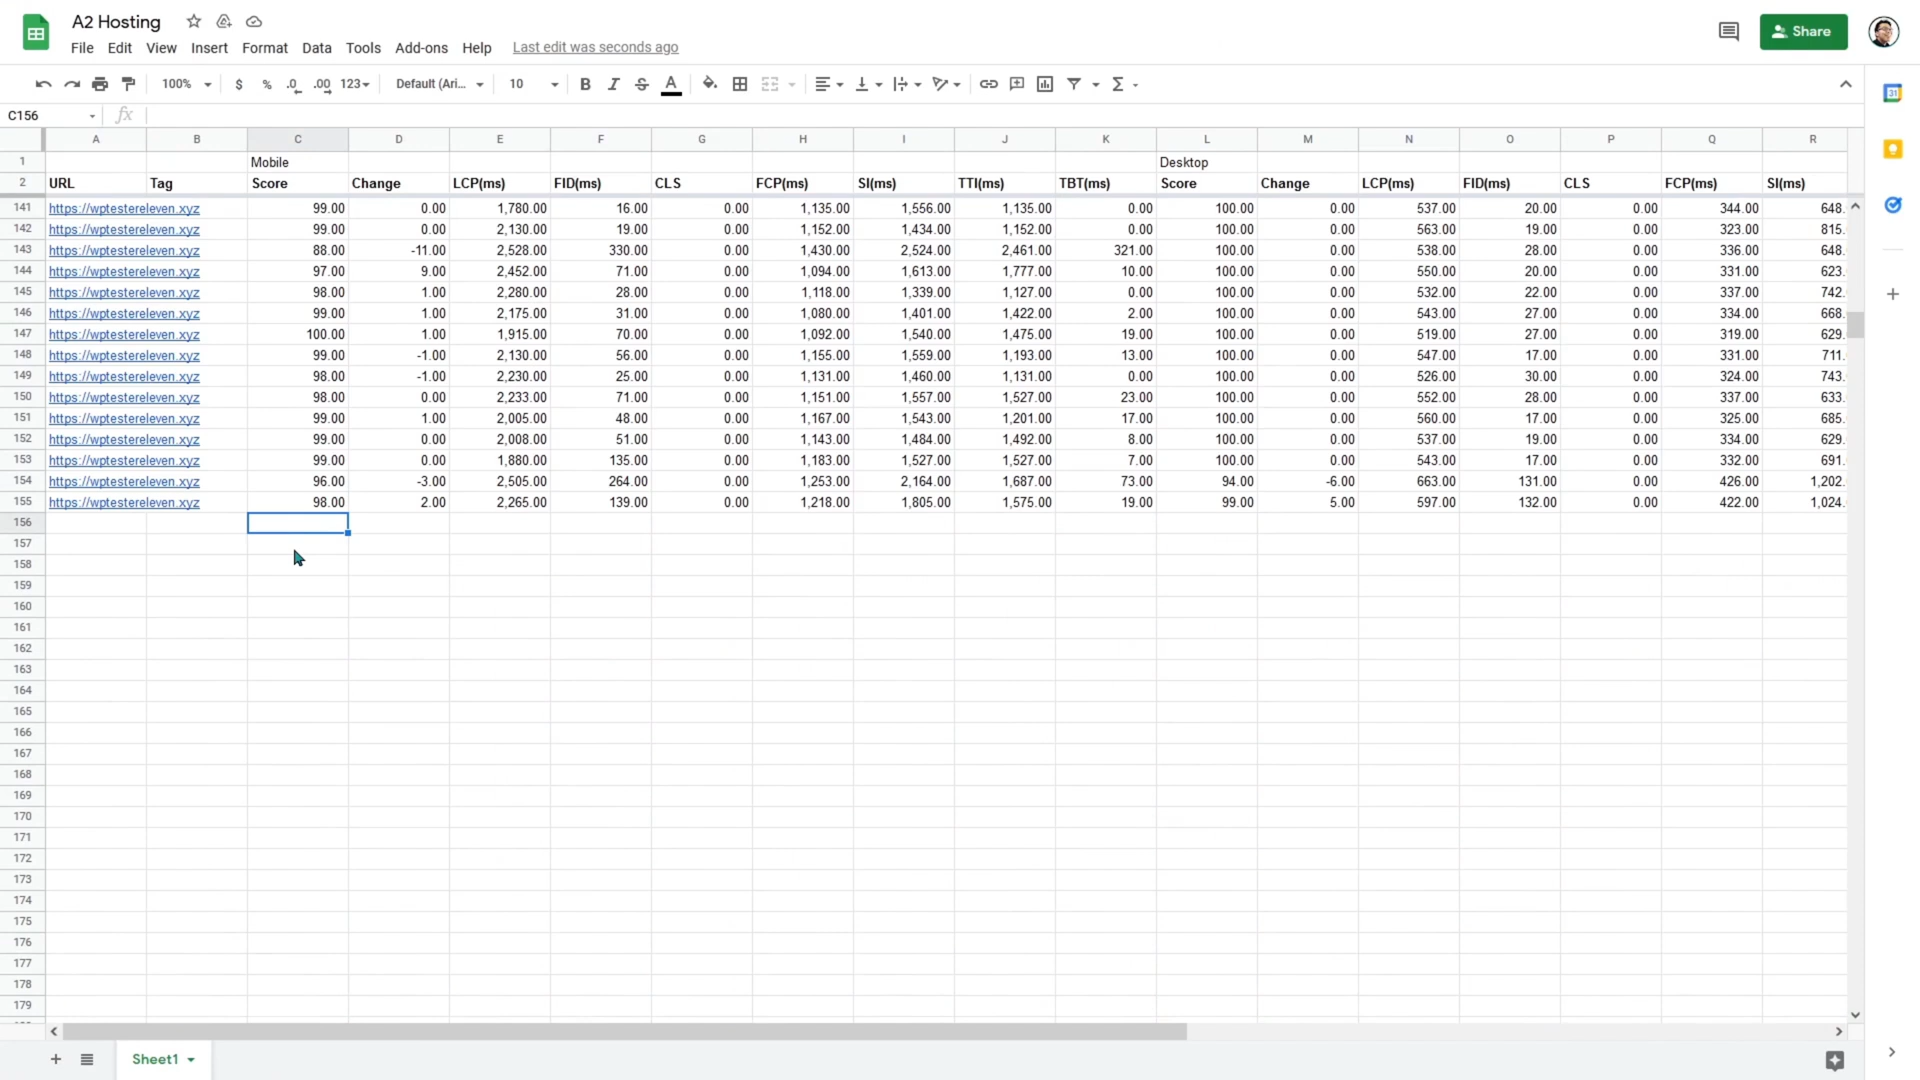 A2 Hosting
File Edit View Insert Format Data Tools Add-ons Help Last edit was seconds ago
Share
100% $ % .0 .00 123 Default (Ari... 10 B I S A
C156 fx
A B C D E F G H I J K L M N O P Q R
1 Mobile Desktop
2 URL Tag Score Change LCP(ms) FID(ms) CLS FCP(ms) SI(ms) TTI(ms) TBT(ms) Score Change LCP(ms) FID(ms) CLS FCP(ms) SI(ms)
141 https://wptestereleven.xyz 99.00 0.00 1,780.00 16.00 0.00 1,135.00 1,556.00 1,135.00 0.00 100.00 0.00 537.00 20.00 0.00 344.00 648.
142 https://wptestereleven.xyz 99.00 0.00 2,130.00 19.00 0.00 1,152.00 1,434.00 1,152.00 0.00 100.00 0.00 563.00 19.00 0.00 323.00 815.
143 https://wptestereleven.xyz 88.00 -11.00 2,528.00 330.00 0.00 1,430.00 2,524.00 2,461.00 321.00 100.00 0.00 538.00 28.00 0.00 336.00 648.
144 https://wptestereleven.xyz 97.00 9.00 2,452.00 71.00 0.00 1,094.00 1,613.00 1,777.00 10.00 100.00 0.00 550.00 20.00 0.00 331.00 623.
145 https://wptestereleven.xyz 98.00 1.00 2,280.00 28.00 0.00 1,118.00 1,339.00 1,127.00 0.00 100.00 0.00 532.00 22.00 0.00 337.00 742.
146 https://wptestereleven.xyz 99.00 1.00 2,175.00 31.00 0.00 1,080.00 1,401.00 1,422.00 2.00 100.00 0.00 543.00 27.00 0.00 334.00 668.
147 https://wptestereleven.xyz 100.00 1.00 1,915.00 70.00 0.00 1,092.00 1,540.00 1,475.00 19.00 100.00 0.00 519.00 27.00 0.00 319.00 629.
148 https://wptestereleven.xyz 99.00 -1.00 2,130.00 56.00 0.00 1,155.00 1,559.00 1,193.00 13.00 100.00 0.00 547.00 17.00 0.00 331.00 711.
149 https://wptestereleven.xyz 98.00 -1.00 2,230.00 25.00 0.00 1,131.00 1,460.00 1,131.00 0.00 100.00 0.00 526.00 30.00 0.00 324.00 743.
150 https://wptestereleven.xyz 98.00 0.00 2,233.00 71.00 0.00 1,151.00 1,557.00 1,527.00 23.00 100.00 0.00 552.00 28.00 0.00 337.00 633.
151 https://wptestereleven.xyz 99.00 1.00 2,005.00 48.00 0.00 1,167.00 1,543.00 1,201.00 17.00 100.00 0.00 560.00 17.00 0.00 325.00 685.
152 https://wptestereleven.xyz 99.00 0.00 2,008.00 51.00 0.00 1,143.00 1,484.00 1,492.00 8.00 100.00 0.00 537.00 19.00 0.00 334.00 629.
153 https://wptestereleven.xyz 99.00 0.00 1,880.00 135.00 0.00 1,183.00 1,527.00 1,527.00 7.00 100.00 0.00 543.00 17.00 0.00 332.00 691.
154 https://wptestereleven.xyz 96.00 -3.00 2,505.00 264.00 0.00 1,253.00 2,164.00 1,687.00 73.00 94.00 -6.00 663.00 131.00 0.00 426.00 1,202.
155 https://wptestereleven.xyz 98.00 2.00 2,265.00 139.00 0.00 1,218.00 1,805.00 1,575.00 19.00 99.00 5.00 597.00 132.00 0.00 422.00 1,024.
156
157
158
159
160
161
162
163
164
165
166
167
168
169
170
171
172
173
174
175
176
177
178
179
Sheet1